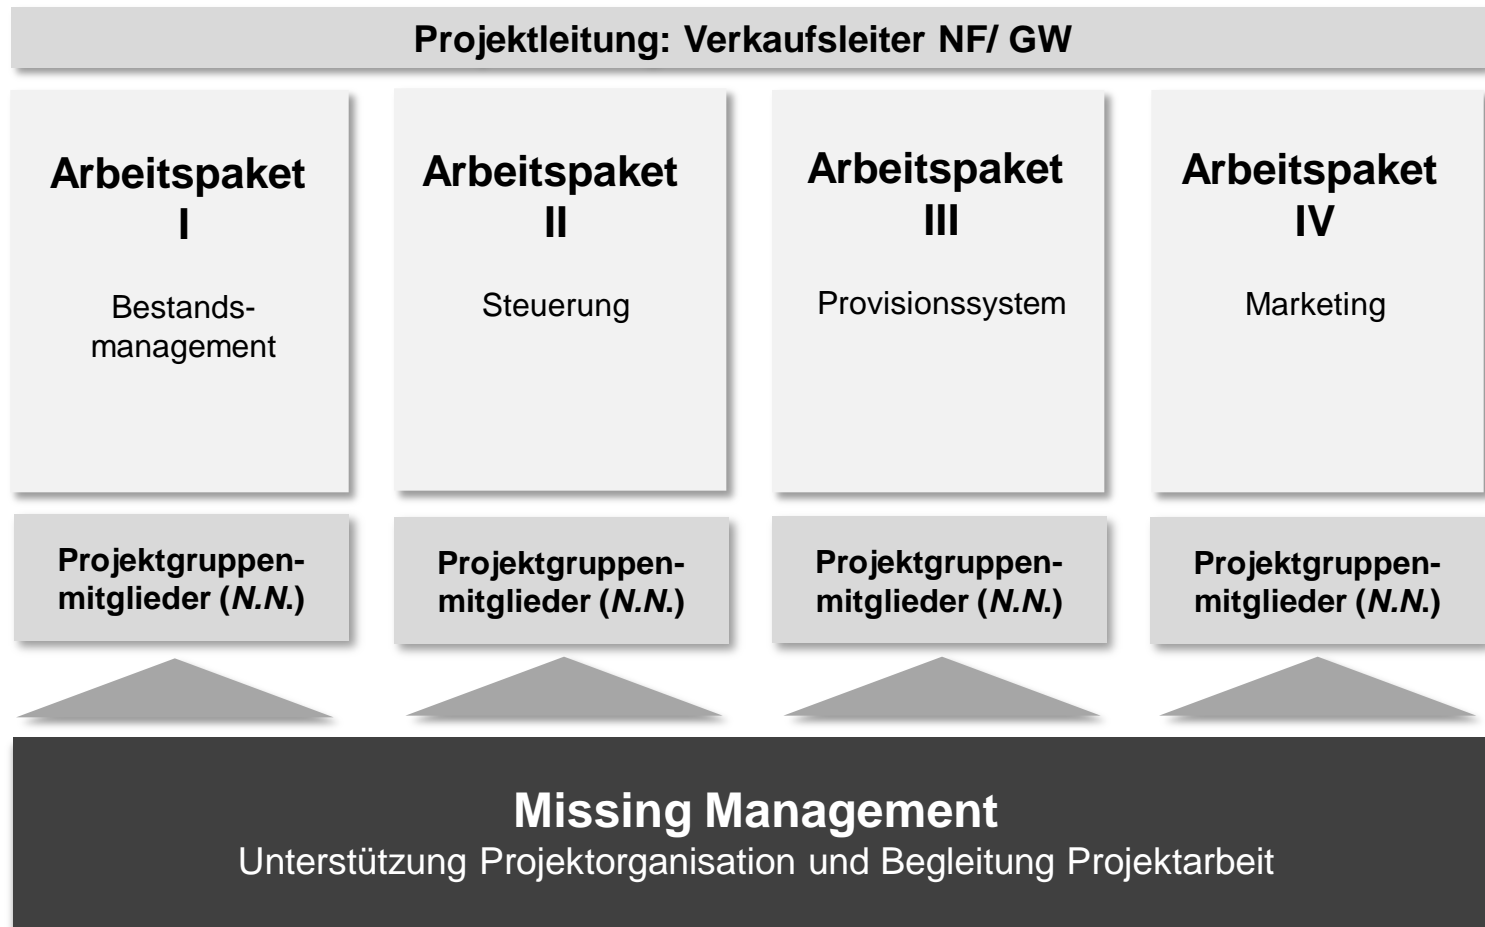 Projektleitung: Verkaufsleiter NF/ GW
Arbeitspaket
I
Bestands-
management
Arbeitspaket
II
Steuerung
Arbeitspaket
III
Provisionssystem
Arbeitspaket
IV
Marketing
Projektgruppen-
mitglieder (N.N.)
Projektgruppen-
mitglieder (N.N.)
Projektgruppen-
mitglieder (N.N.)
Projektgruppen-
mitglieder (N.N.)
Missing Management
Unterstützung Projektorganisation und Begleitung Projektarbeit